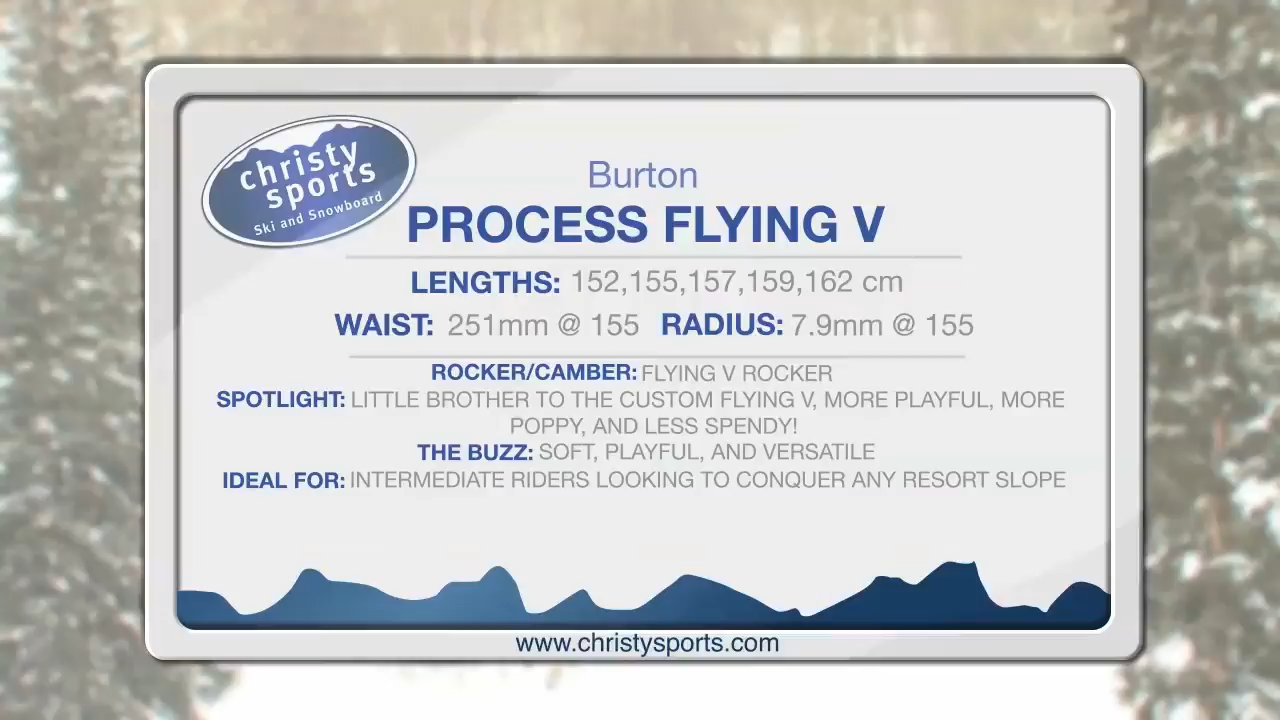 christy
sports
Ski and Snowboard
Burton
PROCESS FLYING V
LENGTHS: 152,155,157,159,162 cm
WAIST: 251mm @ 155 RADIUS: 7.9mm @ 155
ROCKER/CAMBER: FLYING V ROCKER
SPOTLIGHT: LITTLE BROTHER TO THE CUSTOM FLYING V, MORE PLAYFUL, MORE
POPPY, AND LESS SPENDY!
THE BUZZ: SOFT, PLAYFUL, AND VERSATILE
IDEAL FOR: INTERMEDIATE RIDERS LOOKING TO CONQUER ANY RESORT SLOPE
www.christysports.com